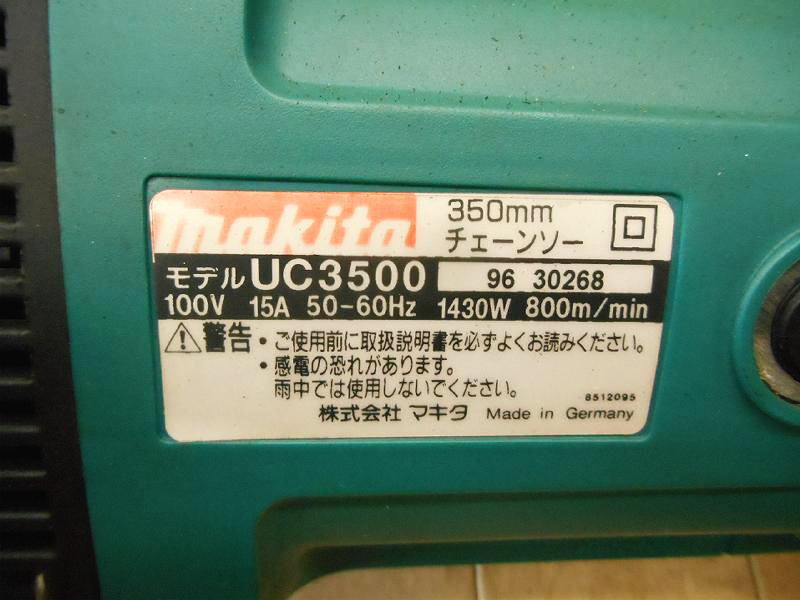 makita
350mm
チェーンソー
モデル UC3500 96 30268
100V 15A 50-60Hz 1430W 800m/min
警告・ご使用前に取扱説明書を必ずよくお読みください。
・感電の恐れがあります。
雨中では使用しないでください。
8512095
株式会社 マキタ Made in Germany